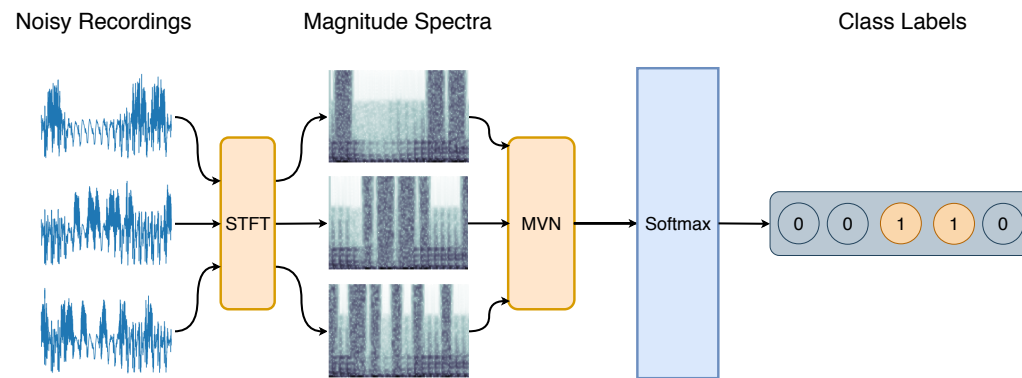 Noisy Recordings
Magnitude Spectra
Class Labels
STFT
MVN
Softmax
0 0 1 1 0